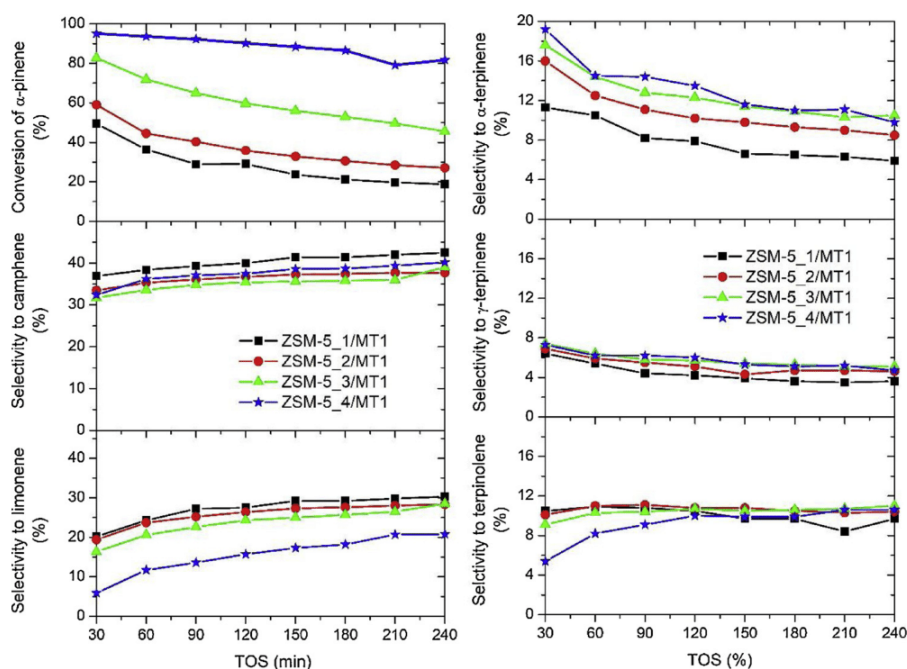 Conversion of α-pinene
(%)
100
80
60
40
20
0
Selectivity to camphene
(%)
40
30
20
10
0
ZSM-5_1/MT1
ZSM-5_2/MT1
ZSM-5_3/MT1
ZSM-5_4/MT1
Selectivity to limonene
(%)
40
30
20
10
0
30 60 90 120 150 180 210 240
TOS (min)
Selectivity to α-terpinene
(%)
20
16
12
8
4
0
Selectivity to γ-terpinene
(%)
16
12
8
4
0
ZSM-5_1/MT1
ZSM-5_2/MT1
ZSM-5_3/MT1
ZSM-5_4/MT1
Selctivity to terpinolene
(%)
16
12
8
4
0
30 60 90 120 150 180 210 240
TOS (%)